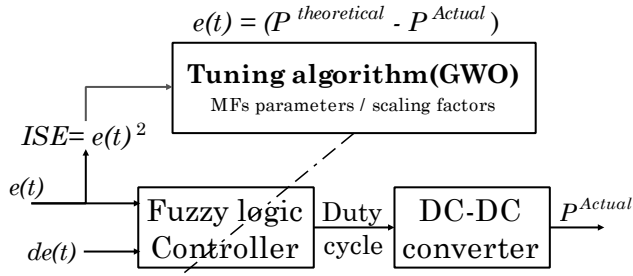 e(t) = (P^theoretical - P^Actual)
Tuning algorithm(GWO)
MFs parameters / scaling factors
ISE= e(t)^2
e(t)
Fuzzy logic
Controller
Duty
cycle
DC-DC
converter
P^Actual
de(t)